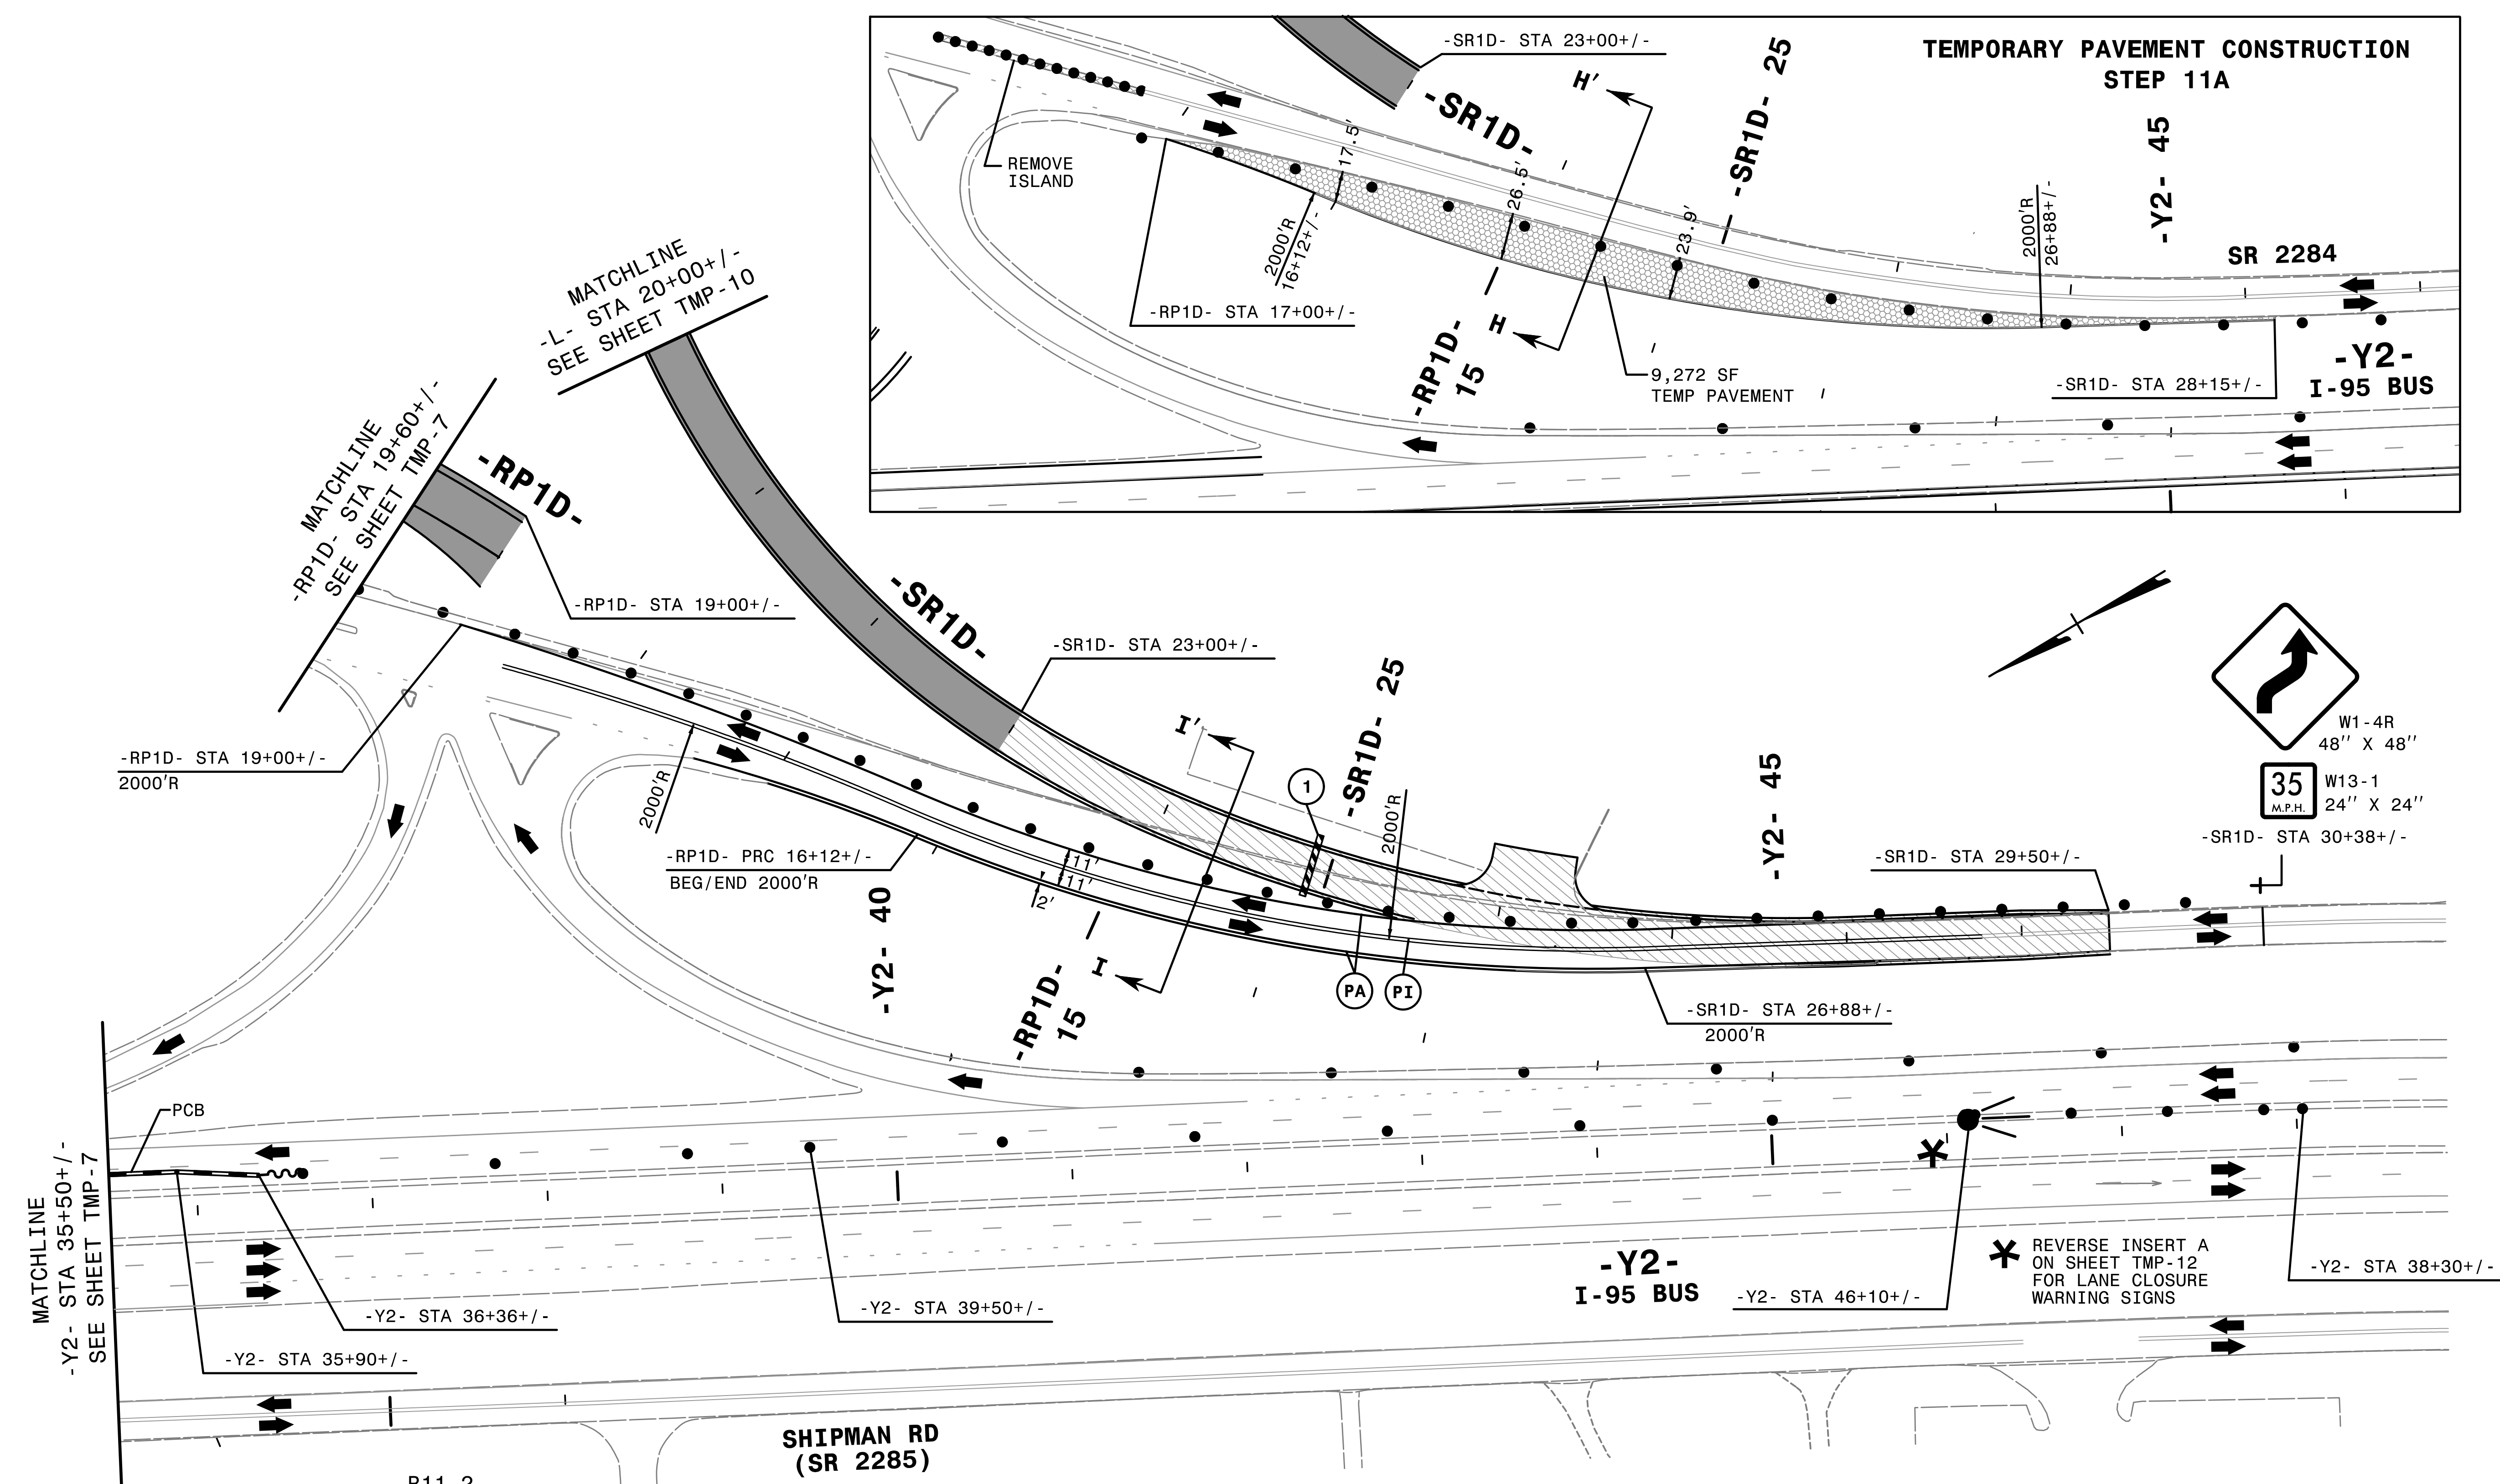 TEMPORARY PAVEMENT CONSTRUCTION
STEP 11A
-SR1D- STA 23+00+/-
-SR1D-
H'
-SR1D- 25
-Y2- 45
REMOVE
ISLAND
17.5'
26.5'
23.9'
2000'R
16+12+/-
2000'R
26+88+/-
SR 2284
-RP1D- STA 17+00+/-
H
-RP1D-
15
9,272 SF
TEMP PAVEMENT
-SR1D- STA 28+15+/-
-Y2-
I-95 BUS
MATCHLINE
-L- STA 20+00+/-
SEE SHEET TMP-10
MATCHLINE
-RP1D- STA 19+60+/-
SEE SHEET TMP-7
-RP1D-
-RP1D- STA 19+00+/-
-SR1D-
-SR1D- STA 23+00+/-
-RP1D- STA 19+00+/-
2000'R
2000'R
-RP1D- PRC 16+12+/-
BEG/END 2000'R
11'
11'
2'
I'
1
-SR1D- 25
2000'R
-Y2- 45
W1-4R
48'' X 48''
35
M.P.H.
W13-1
24'' X 24''
-SR1D- STA 30+38+/-
-SR1D- STA 29+50+/-
-Y2- 40
-RP1D-
15
I
PA
PI
-SR1D- STA 26+88+/-
2000'R
PCB
MATCHLINE
-Y2- STA 35+50+/-
SEE SHEET TMP-7
-Y2- STA 36+36+/-
-Y2- STA 35+90+/-
-Y2- STA 39+50+/-
-Y2-
I-95 BUS
-Y2- STA 46+10+/-
* REVERSE INSERT A
ON SHEET TMP-12
FOR LANE CLOSURE
WARNING SIGNS
-Y2- STA 38+30+/-
SHIPMAN RD
(SR 2285)